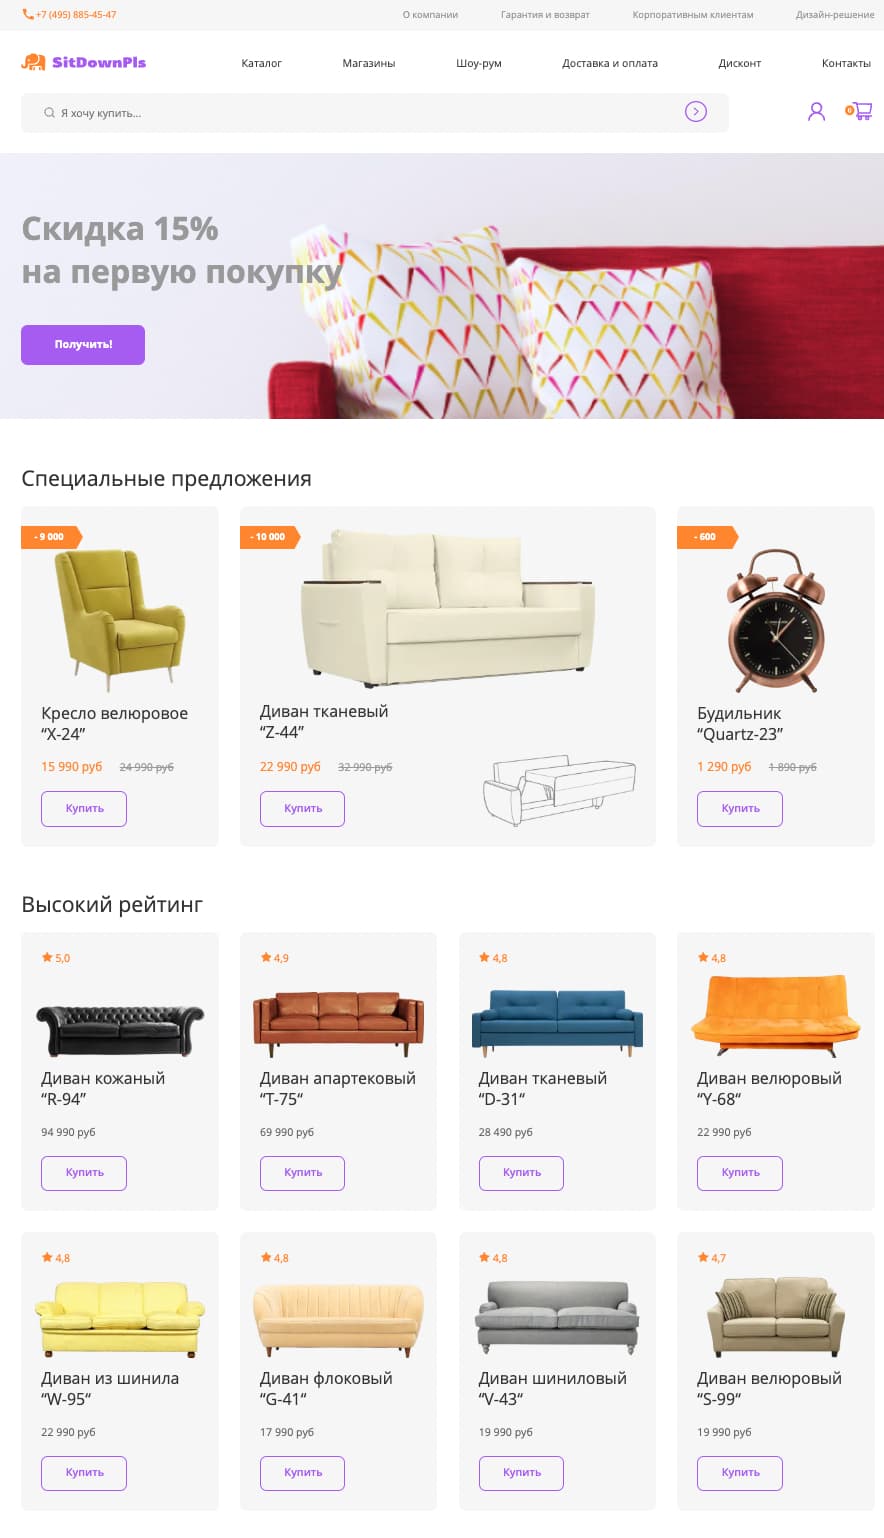 +7 (495) 885-45-47
О компании
Гарантия и возврат
Корпоративным клиентам
Дизайн-решение
SitDownPls
Каталог
Магазины
Шоу-рум
Доставка и оплата
Дисконт
Контакты
Я хочу купить...
0
Скидка 15%
на первую покупку
Получить!
Специальные предложения
- 9 000
Кресло велюровое
“X-24”
15 990 руб 24 990 руб
Купить
- 10 000
Диван тканевый
“Z-44”
22 990 руб 32 990 руб
Купить
- 600
Будильник
“Quartz-23”
1 290 руб 1 890 руб
Купить
Высокий рейтинг
5,0
Диван кожаный
“R-94”
94 990 руб
Купить
4,9
Диван апартековый
“T-75“
69 990 руб
Купить
4,8
Диван тканевый
“D-31“
28 490 руб
Купить
4,8
Диван велюровый
“Y-68“
22 990 руб
Купить
4,8
Диван из шинила
“W-95“
22 990 руб
Купить
4,8
Диван флоковый
“G-41“
17 990 руб
Купить
4,8
Диван шиниловый
“V-43“
19 990 руб
Купить
4,7
Диван велюровый
“S-99“
19 990 руб
Купить